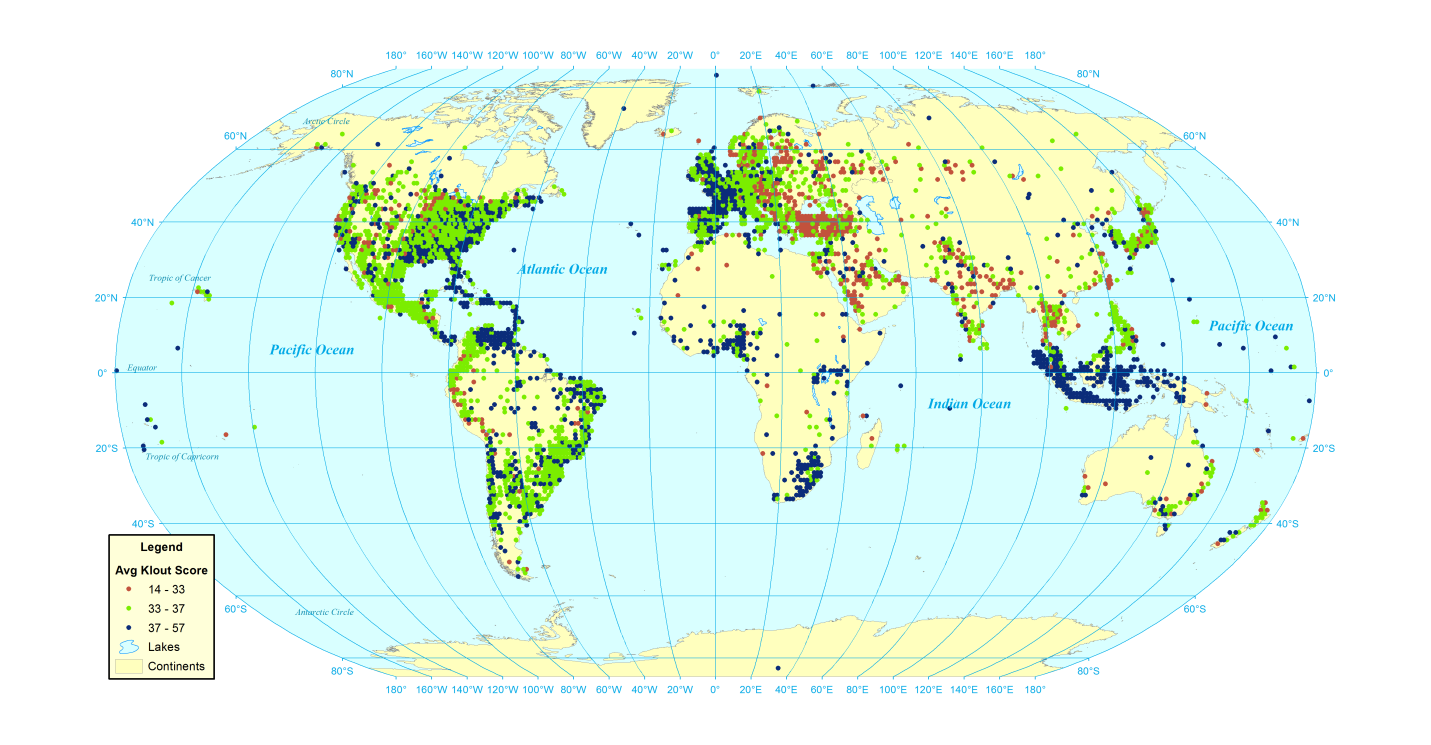 180° 160°W 140°W 120°W 100°W 80°W 60°W 40°W 20°W 0° 20°E 40°E 60°E 80°E 100°E 120°E 140°E 160°E 180°
80°N 80°N
Arctic Circle
60°N 60°N
40°N 40°N
Atlantic Ocean
Tropic of Cancer
20°N 20°N
Pacific Ocean
Pacific Ocean
Equator
0° 0°
Indian Ocean
20°S 20°S
Tropic of Capricorn
40°S 40°S
Legend
Avg Klout Score
14 - 33
33 - 37
37 - 57
Lakes
Continents
60°S 60°S
Antarctic Circle
80°S 80°S
180° 160°W 140°W 120°W 100°W 80°W 60°W 40°W 20°W 0° 20°E 40°E 60°E 80°E 100°E 120°E 140°E 160°E 180°